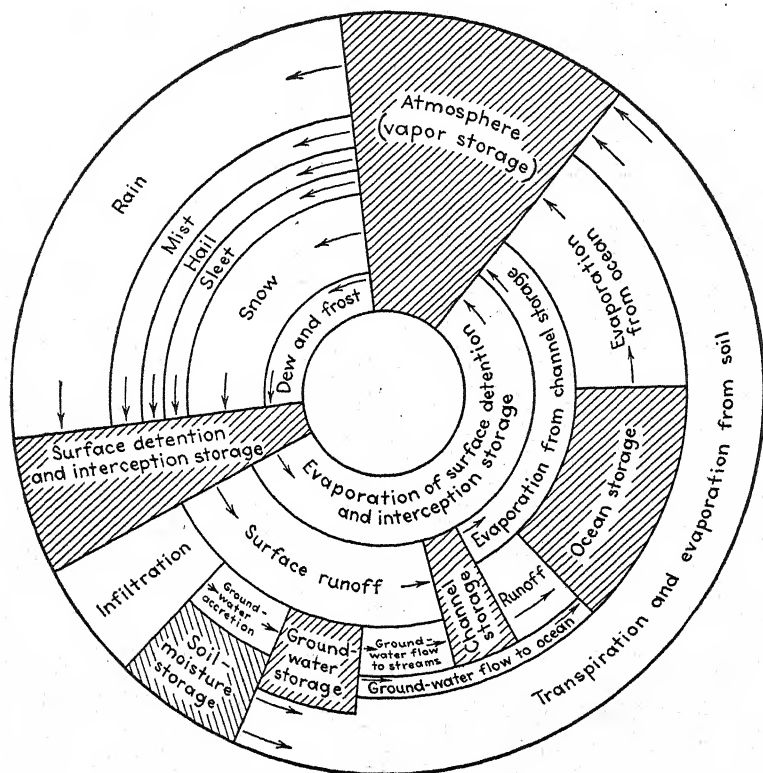 Atmosphere
(vapor storage)
Rain
Mist
Hail
Sleet
Snow
Dew and frost
Evaporation
from ocean
Evaporation from channel storage
Evaporation of surface detention
and interception storage
Transpiration and evaporation from soil
Surface detention
and interception storage
Ocean storage
Surface runoff
Infiltration
Ground-
water
accretion
Soil-
moisture
storage
Ground-
water
storage
Ground-
water flow
to streams
Channel
storage
Runoff
Ground-water flow to ocean